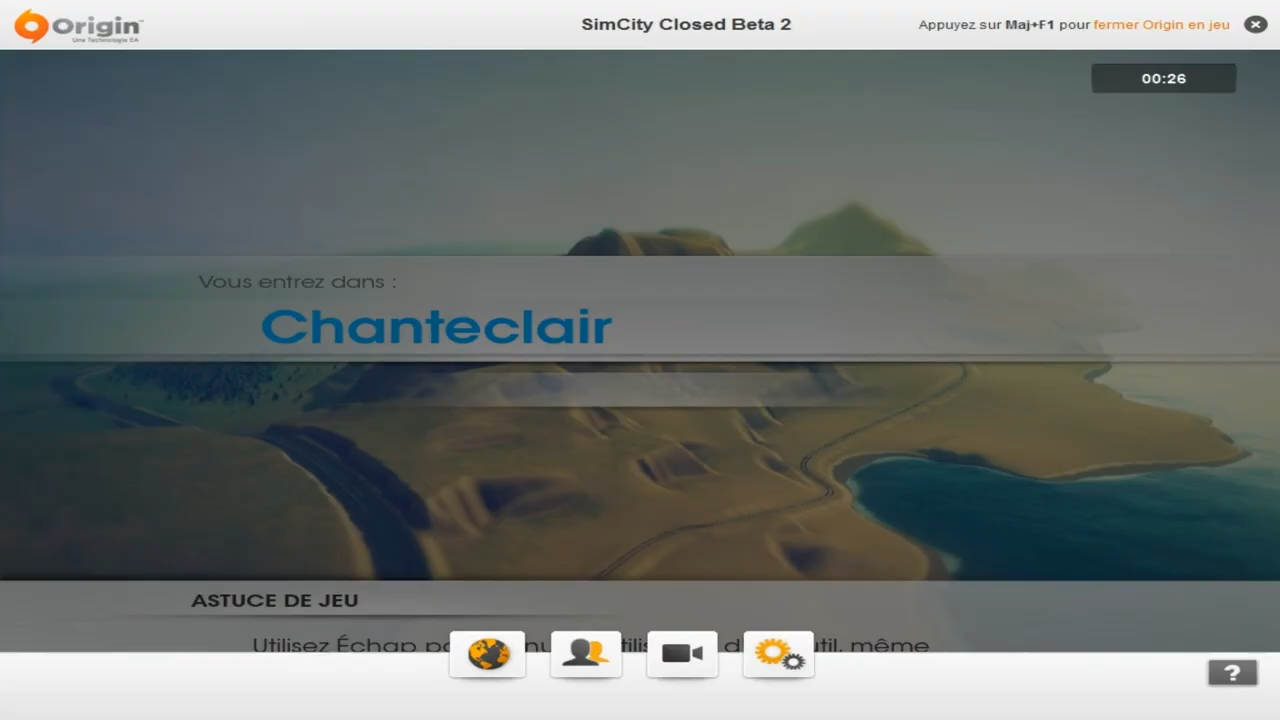 Origin™
Une Technologie EA
SimCity Closed Beta 2
Appuyez sur Maj+F1 pour fermer Origin en jeu
00:26
Vous entrez dans :
Chanteclair
ASTUCE DE JEU
Utilisez Échap même
?